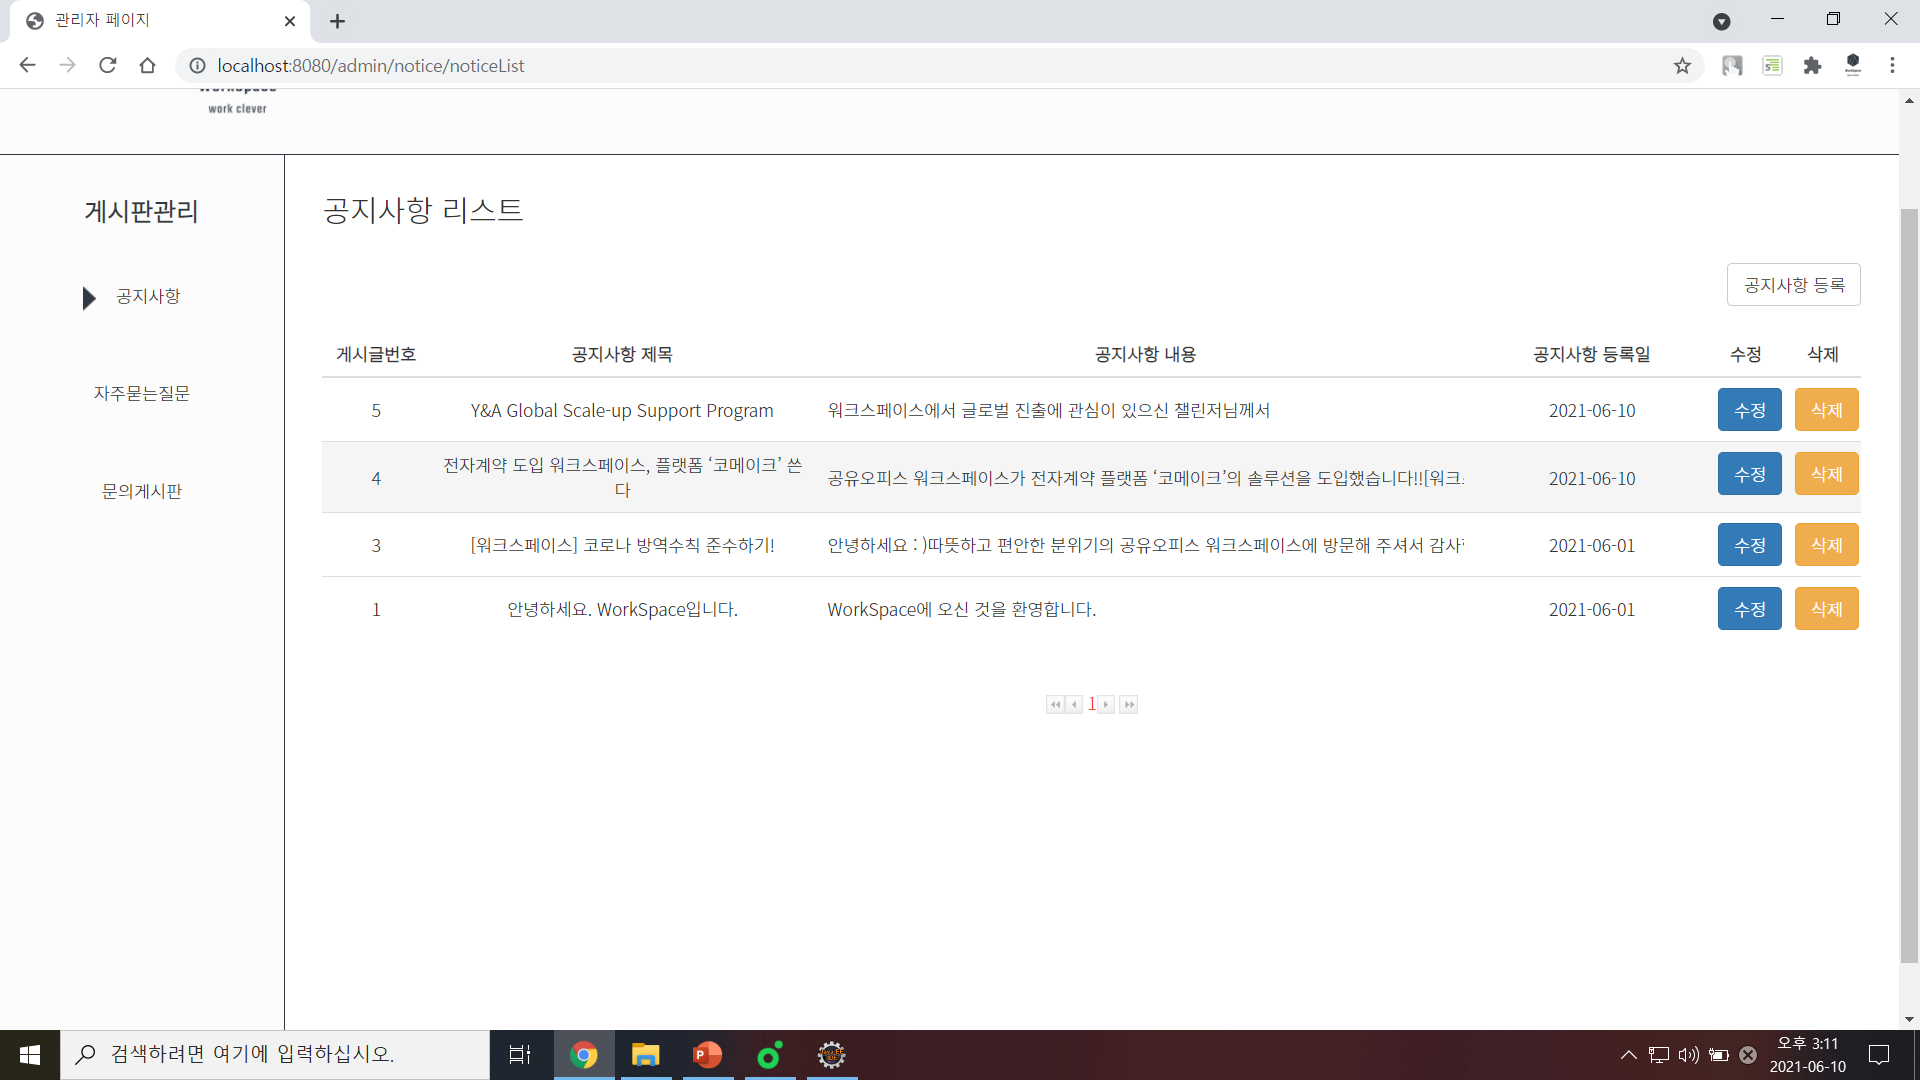 관리자 페이지
localhost:8080/admin/notice/noticeList
work clever
게시판관리
공지사항
자주묻는질문
문의게시판
공지사항 리스트
공지사항 등록
게시글번호 공지사항 제목 공지사항 내용 공지사항 등록일 수정 삭제
5 Y&A Global Scale-up Support Program 워크스페이스에서 글로벌 진출에 관심이 있으신 챌린저님께서 2021-06-10 수정 삭제
4 전자계약 도입 워크스페이스, 플랫폼 ‘코메이크’ 쓴
다 공유오피스 워크스페이스가 전자계약 플랫폼 ‘코메이크’의 솔루션을 도입했습니다!![워크 2021-06-10 수정 삭제
3 [워크스페이스] 코로나 방역수칙 준수하기! 안녕하세요 : )따뜻하고 편안한 분위기의 공유오피스 워크스페이스에 방문해 주셔서 2021-06-01 수정 삭제
1 안녕하세요. WorkSpace입니다. WorkSpace에 오신 것을 환영합니다. 2021-06-01 수정 삭제
1
검색하려면 여기에 입력하십시오.
오후 3:11
2021-06-10